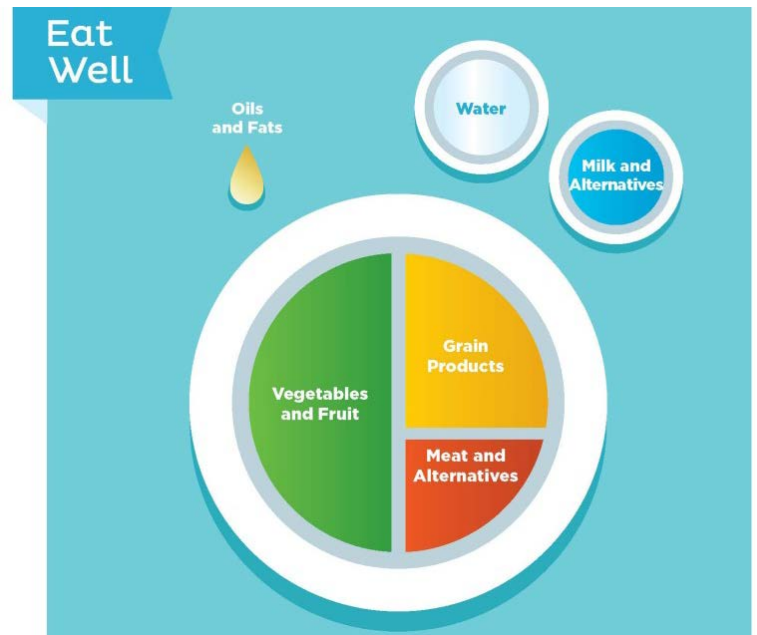 Eat
Well
Oils
and Fats
Water
Milk and
Alternatives
Grain
Products
Vegetables
and Fruit
Meat and
Alternatives